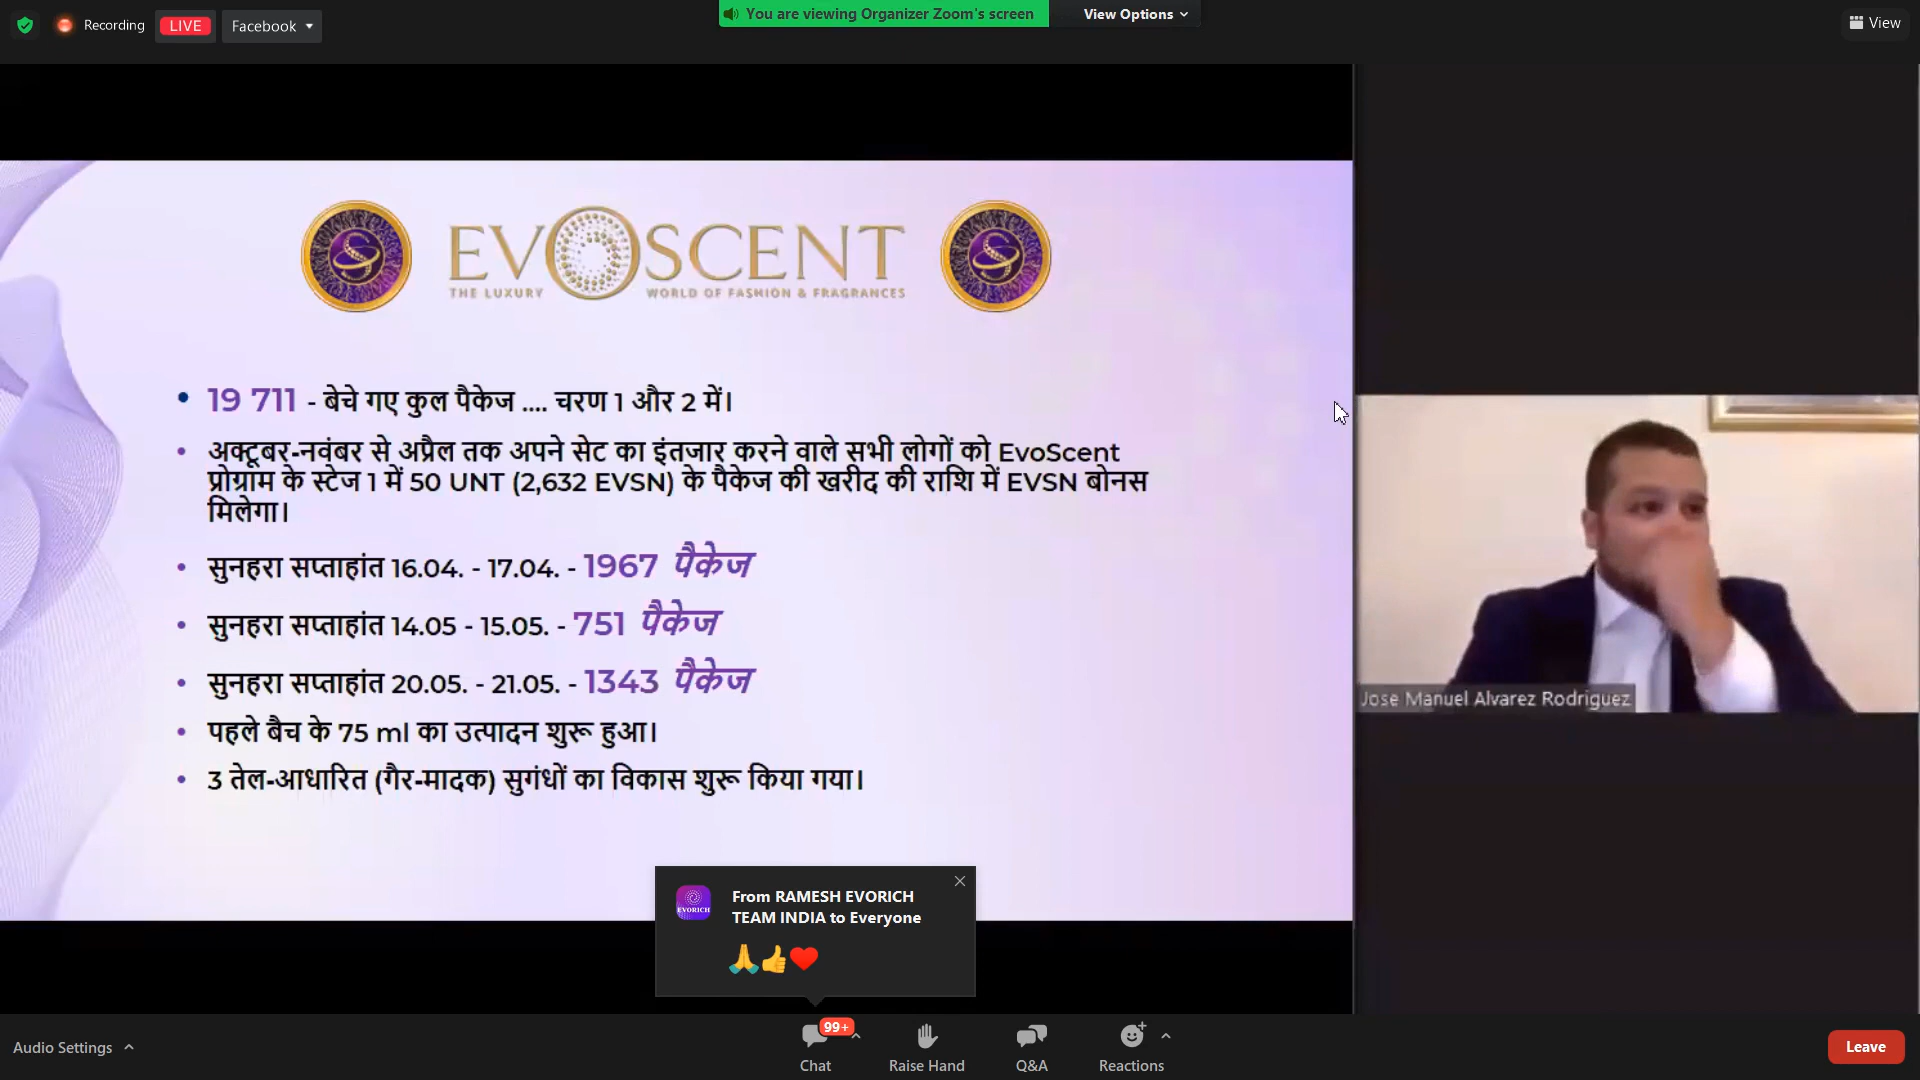 Recording
LIVE
Facebook
You are viewing Organizer Zoom's screen
View Options
View
EVOSCENT
THE LUXURY WORLD OF FASHION & FRAGRANCES
• 19 711 - बेचे गए कुल पैकेज .... चरण 1 और 2 में।
• अक्टूबर-नवंबर से अप्रैल तक अपने सेट का इंतजार करने वाले सभी लोगों को EvoScent
प्रोग्राम के स्टेज 1 में 50 UNT (2,632 EVSN) के पैकेज की खरीद की राशि में EVSN बोनस
मिलेगा।
• सुनहरा सप्ताहांत 16.04. - 17.04. - 1967 पैकेज
• सुनहरा सप्ताहांत 14.05 - 15.05. - 751 पैकेज
• सुनहरा सप्ताहांत 20.05. - 21.05. - 1343 पैकेज
• पहले बैच के 75 ml का उत्पादन शुरू हुआ।
• 3 तेल-आधारित (गैर-मादक) सुगंधों का विकास शुरू किया गया।
Jose Manuel Alvarez Rodriguez
EVORICH
From RAMESH EVORICH
TEAM INDIA to Everyone
🙏👍❤️
Audio Settings
99+
Chat
Raise Hand
Q&A
Reactions
Leave